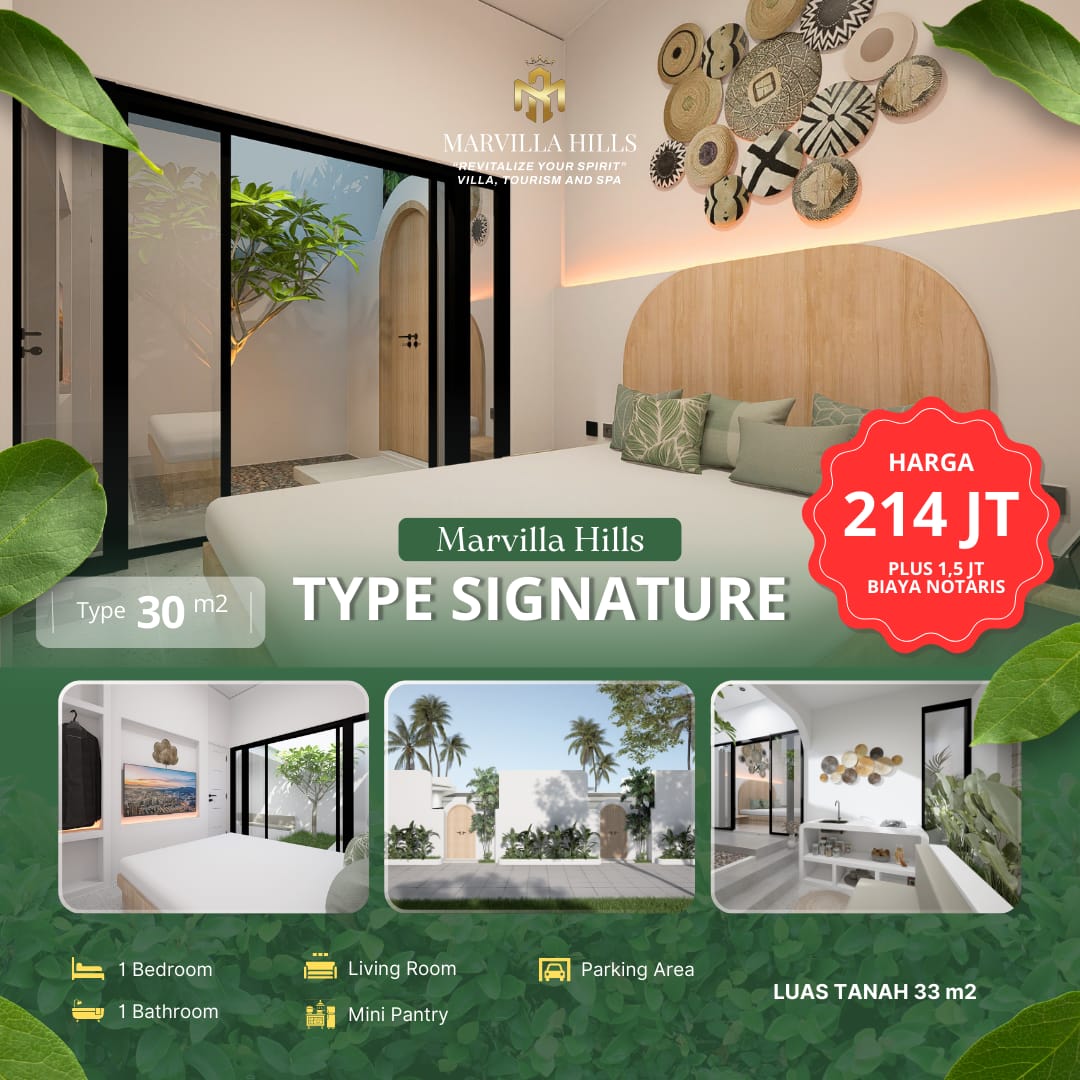 MARVILLA HILLS
"REVITALIZE YOUR SPIRIT"
VILLA, TOURISM AND SPA
HARGA
214 JT
PLUS 1,5 JT
BIAYA NOTARIS
Marvilla Hills
TYPE SIGNATURE
Type 30 m2
1 Bedroom
Living Room
Parking Area
1 Bathroom
Mini Pantry
LUAS TANAH 33 m2